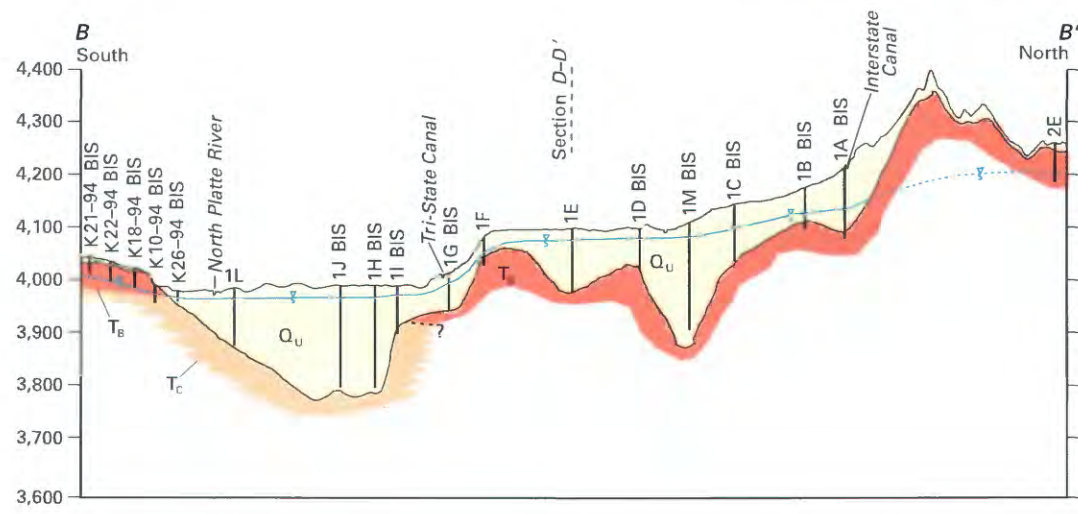 B
South
B'
North
4,400
4,300
4,200
4,100
4,000
3,900
3,800
3,700
3,600
K21–94 BIS
K22–94 BIS
K18–94 BIS
K10–94 BIS
K26–94 BIS
North Platte River
1L
1J BIS
1H BIS
1I BIS
Tri-State Canal
1G BIS
1F
Section D–D'
1E
1D BIS
1M BIS
1C BIS
1B BIS
1A BIS
Interstate
Canal
2E
TB
TC
QU
?
QU